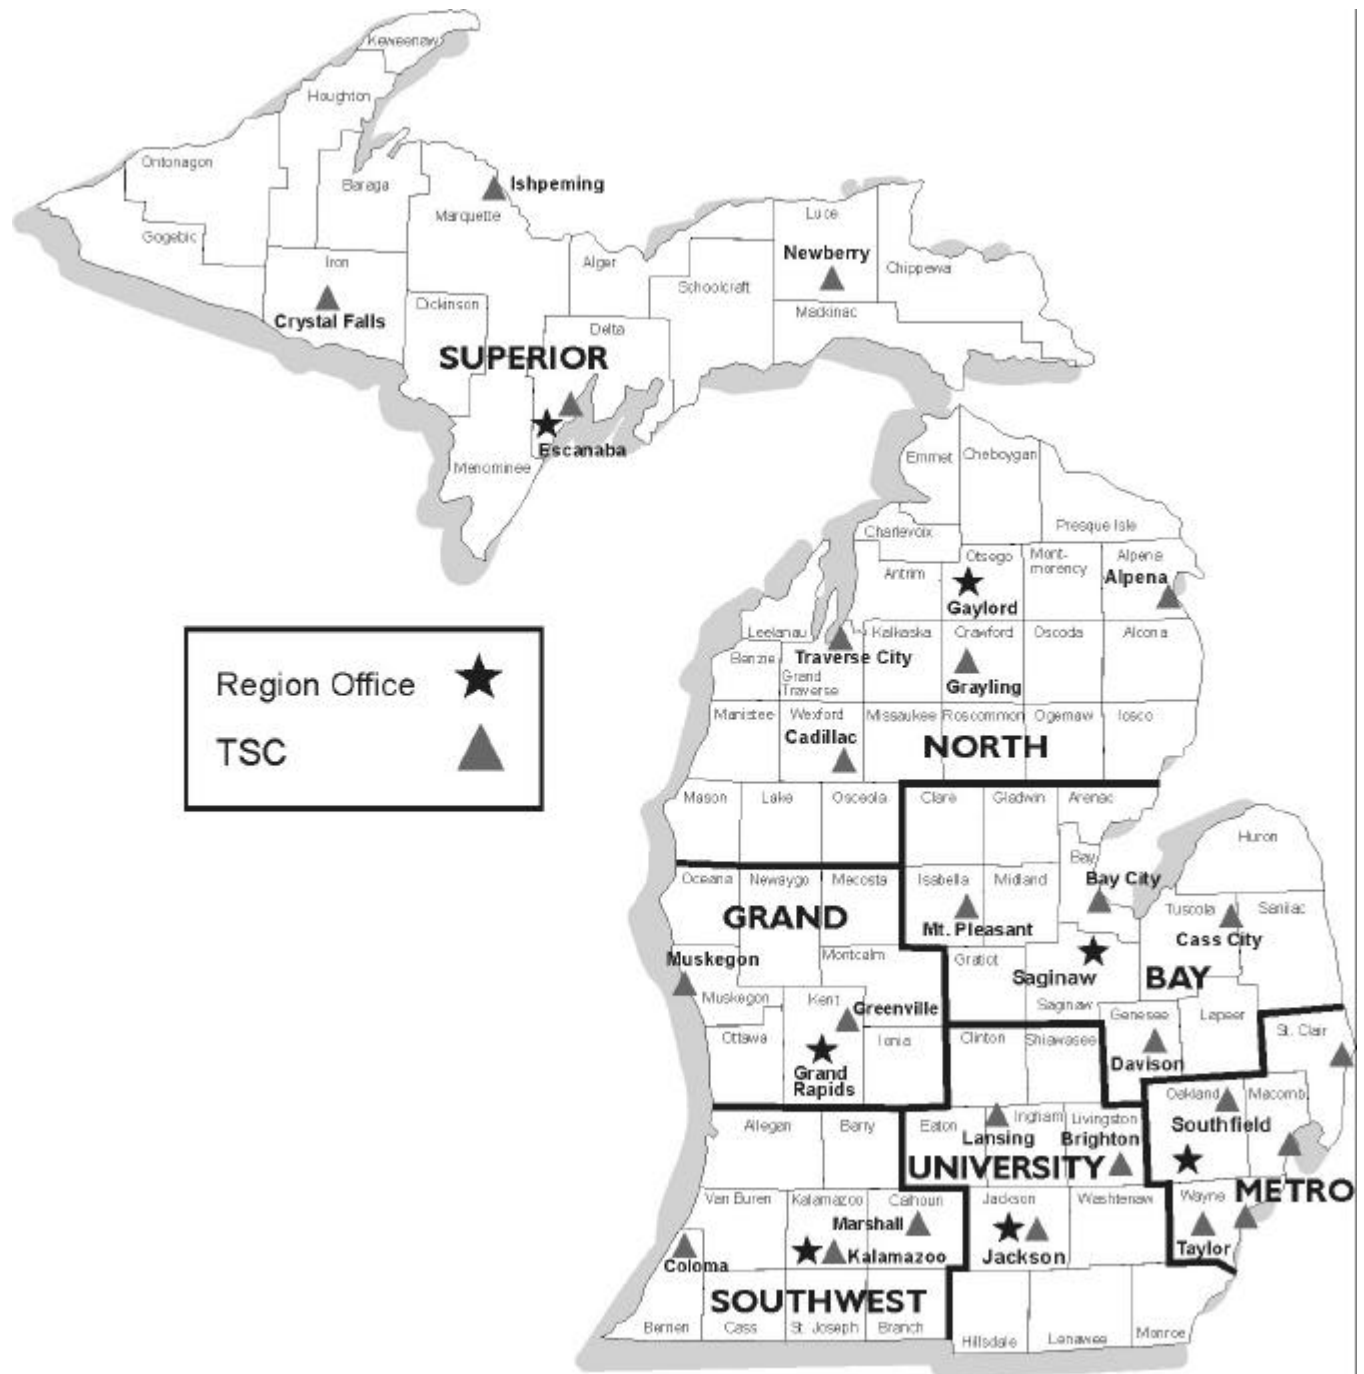 Keweenaw
Houghton
Ontonagon
Baraga
Ishpeming
Marquette
Gogebic
Iron
Crystal Falls
Dickinson
Alger
Schoolcraft
Luce
Newberry
Chippewa
Mackinac
Delta
SUPERIOR
Escanaba
Menominee
Emmet
Cheboygan
Presque Isle
Charlevoix
Antrim
Otsego
Gaylord
Mont-
morency
Alpena
Alpena
Leelanau
Benzie
Traverse City
Grand
Traverse
Kalkaska
Crawford
Grayling
Oscoda
Alcona
Region Office
TSC
Manistee
Wexford
Cadillac
Missaukee
Roscommon
Ogemaw
Iosco
NORTH
Mason
Lake
Osceola
Clare
Gladwin
Arenac
Huron
Bay
Bay City
Oceana
Newaygo
Mecosta
GRAND
Isabella
Mt. Pleasant
Midland
Tuscola
Cass City
Sanilac
Muskegon
Muskegon
Montcalm
Gratiot
Saginaw
Saginaw
BAY
Kent
Greenville
Ottawa
Grand
Rapids
Ionia
Clinton
Shiawasee
Genesee
Davison
Lapeer
St. Clair
Allegan
Barry
Eaton
Lansing
Ingham
Livingston
Brighton
UNIVERSITY
Oakland
Macomb
Southfield
METRO
Van Buren
Kalamazoo
Calhoun
Marshall
Kalamazoo
Coloma
Jackson
Jackson
Washtenaw
Wayne
Taylor
SOUTHWEST
Berrien
Cass
St. Joseph
Branch
Hillsdale
Lenawee
Monroe